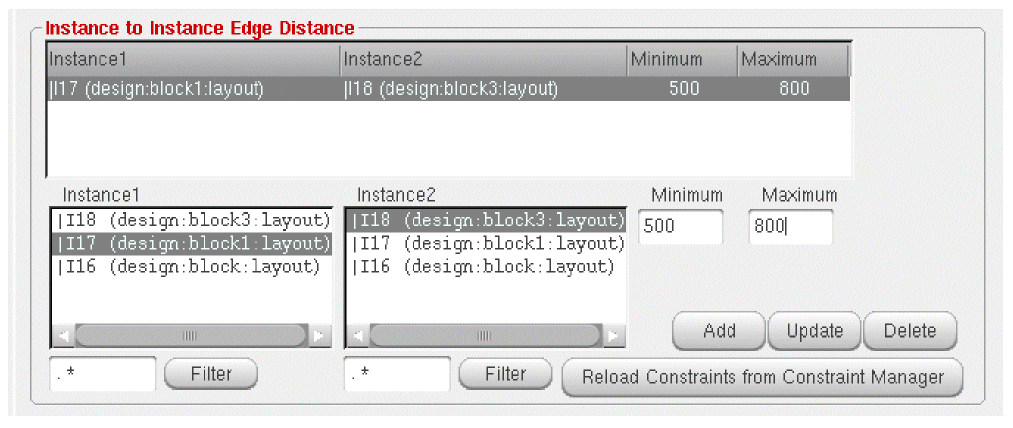 Instance to Instance Edge Distance
Instance1 Instance2 Minimum Maximum
|I17 (design:block1:layout) |I18 (design:block3:layout) 500 800
Instance1 Instance2 Minimum Maximum
|I18 (design:block3:layout) |I18 (design:block3:layout) 500 800
|I17 (design:block1:layout) |I17 (design:block1:layout)
|I16 (design:block:layout) |I16 (design:block:layout)
Add Update Delete
.* Filter .* Filter Reload Constraints from Constraint Manager